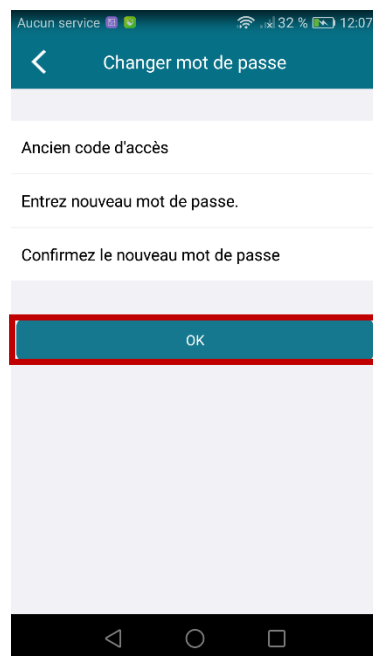 Aucun service 32 % 12:07
Changer mot de passe
Ancien code d'accès
Entrez nouveau mot de passe.
Confirmez le nouveau mot de passe
OK